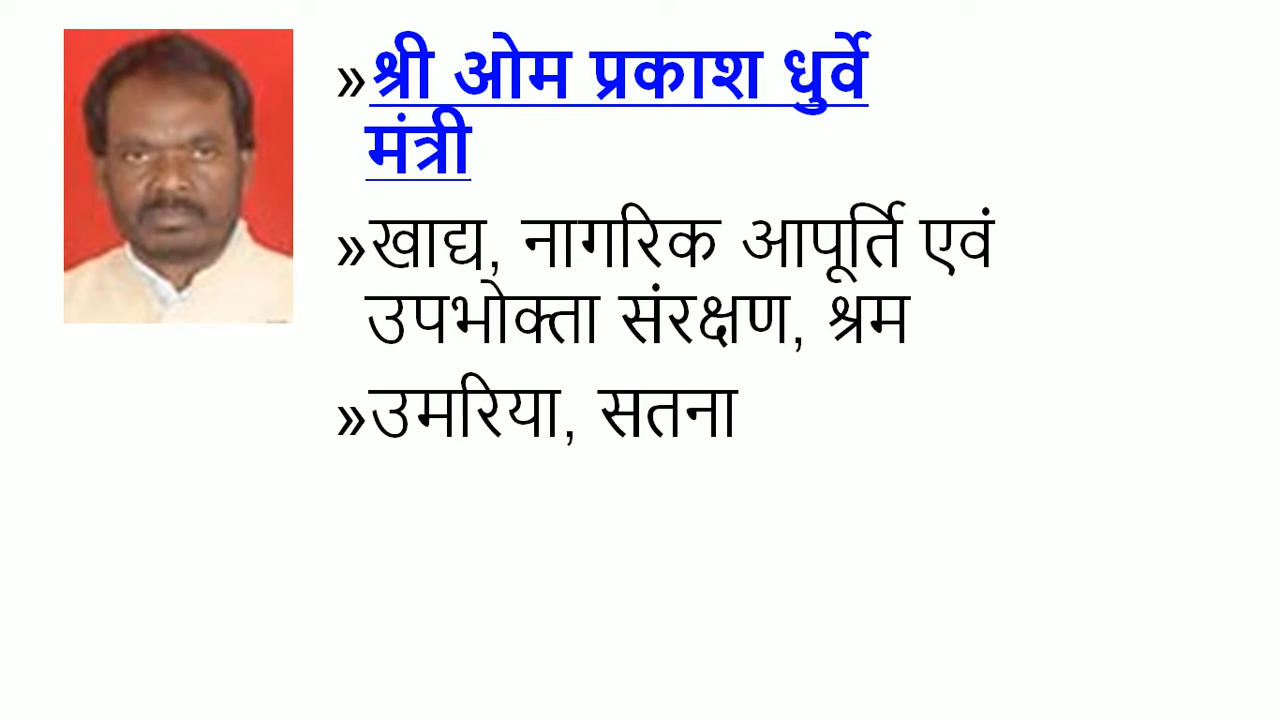 »श्री ओम प्रकाश धुर्वे
मंत्री
»खाद्य, नागरिक आपूर्ति एवं
उपभोक्ता संरक्षण, श्रम
»उमरिया, सतना